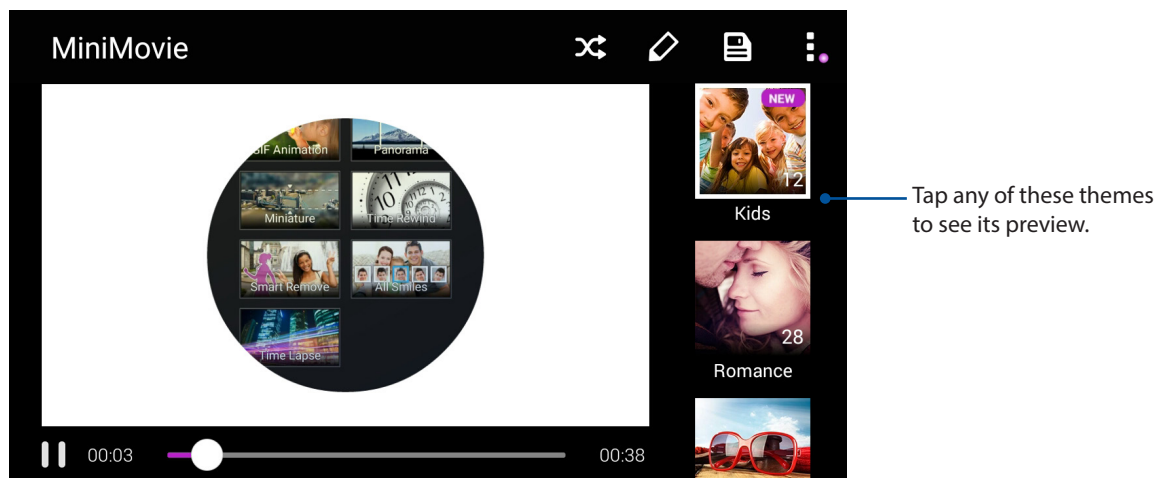 MiniMovie
GIF Animation
Panorama
Miniature
Time Rewind
Smart Remove
All Smiles
Time Lapse
00:03
00:38
NEW
12
Kids
28
Romance
Tap any of these themes
to see its preview.